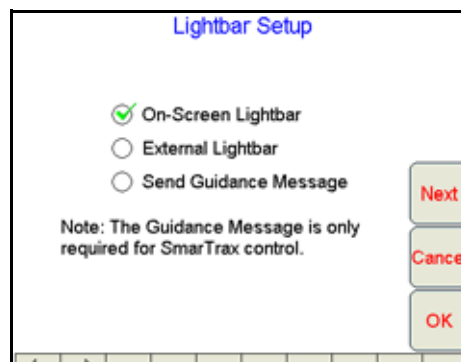 Lightbar Setup
On-Screen Lightbar
External Lightbar
Send Guidance Message
Note: The Guidance Message is only
required for SmarTrax control.
Next
Cance
OK